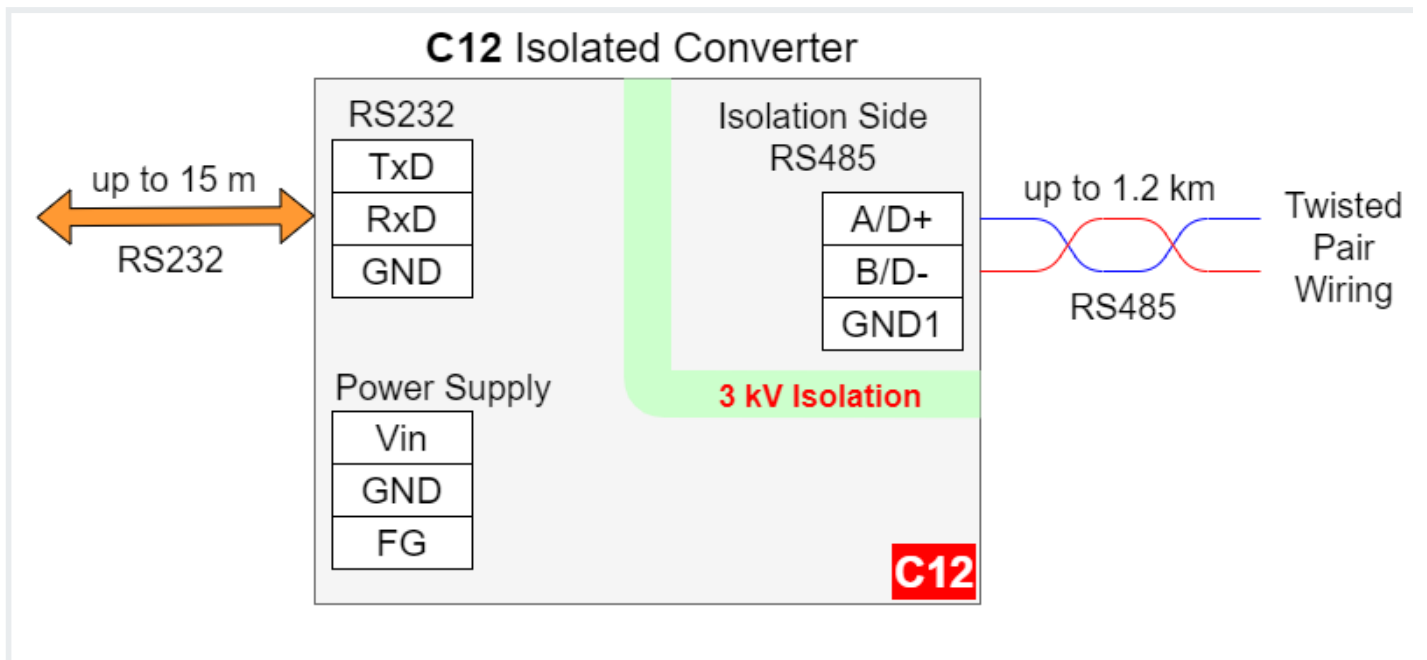 C12 Isolated Converter
RS232
TxD
RxD
GND
up to 15 m
RS232
Isolation Side
RS485
A/D+
B/D-
GND1
up to 1.2 km
RS485
Twisted
Pair
Wiring
3 kV Isolation
Power Supply
Vin
GND
FG
C12